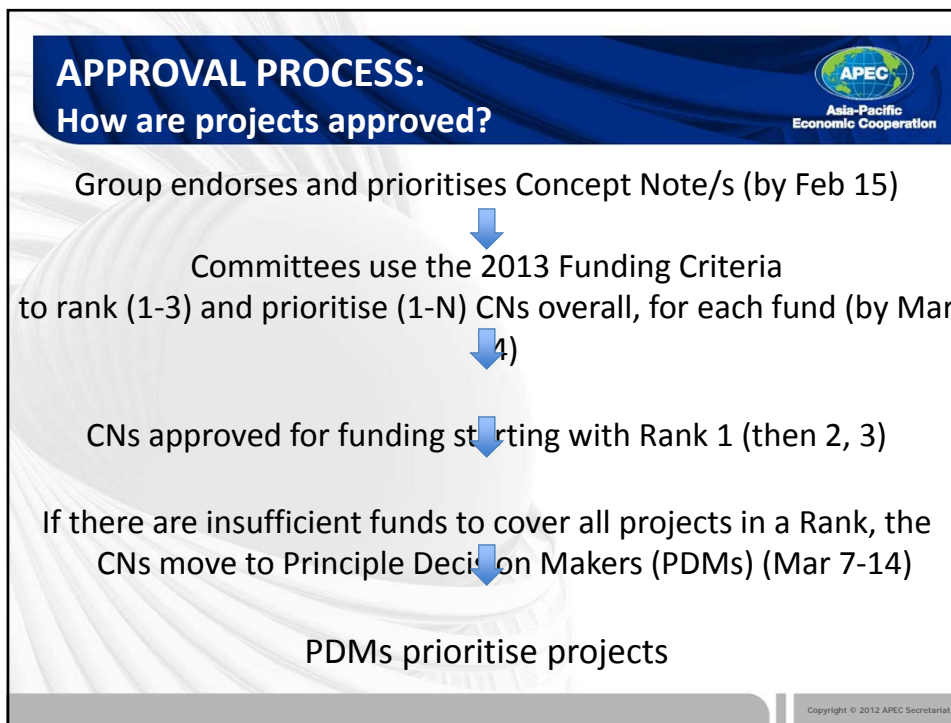 APPROVAL PROCESS:
How are projects approved?
APEC
Asia-Pacific
Economic Cooperation
Group endorses and prioritises Concept Note/s (by Feb 15)
Committees use the 2013 Funding Criteria
to rank (1-3) and prioritise (1-N) CNs overall, for each fund (by Mar
4)
CNs approved for funding starting with Rank 1 (then 2, 3)
If there are insufficient funds to cover all projects in a Rank, the
CNs move to Principle Decision Makers (PDMs) (Mar 7-14)
PDMs prioritise projects
Copyright © 2012 APEC Secretariat